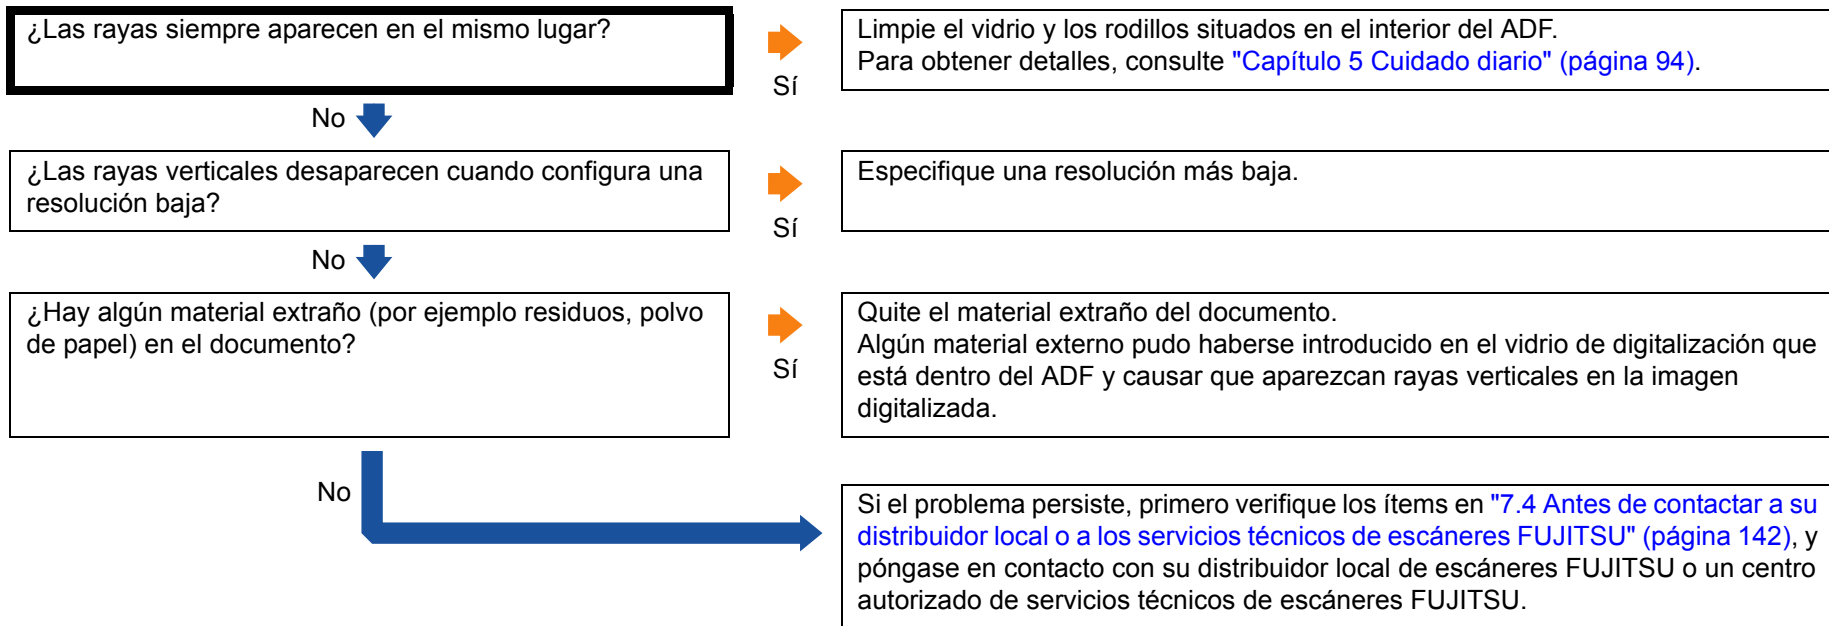 ¿Las rayas siempre aparecen en el mismo lugar?
Sí
Limpie el vidrio y los rodillos situados en el interior del ADF.
Para obtener detalles, consulte "Capítulo 5 Cuidado diario" (página 94).
No
¿Las rayas verticales desaparecen cuando configura una
resolución baja?
Sí
Especifique una resolución más baja.
No
¿Hay algún material extraño (por ejemplo residuos, polvo
de papel) en el documento?
Sí
Quite el material extraño del documento.
Algún material externo pudo haberse introducido en el vidrio de digitalización que
está dentro del ADF y causar que aparezcan rayas verticales en la imagen
digitalizada.
No
Si el problema persiste, primero verifique los ítems en "7.4 Antes de contactar a su
distribuidor local o a los servicios técnicos de escáneres FUJITSU" (página 142), y
póngase en contacto con su distribuidor local de escáneres FUJITSU o un centro
autorizado de servicios técnicos de escáneres FUJITSU.